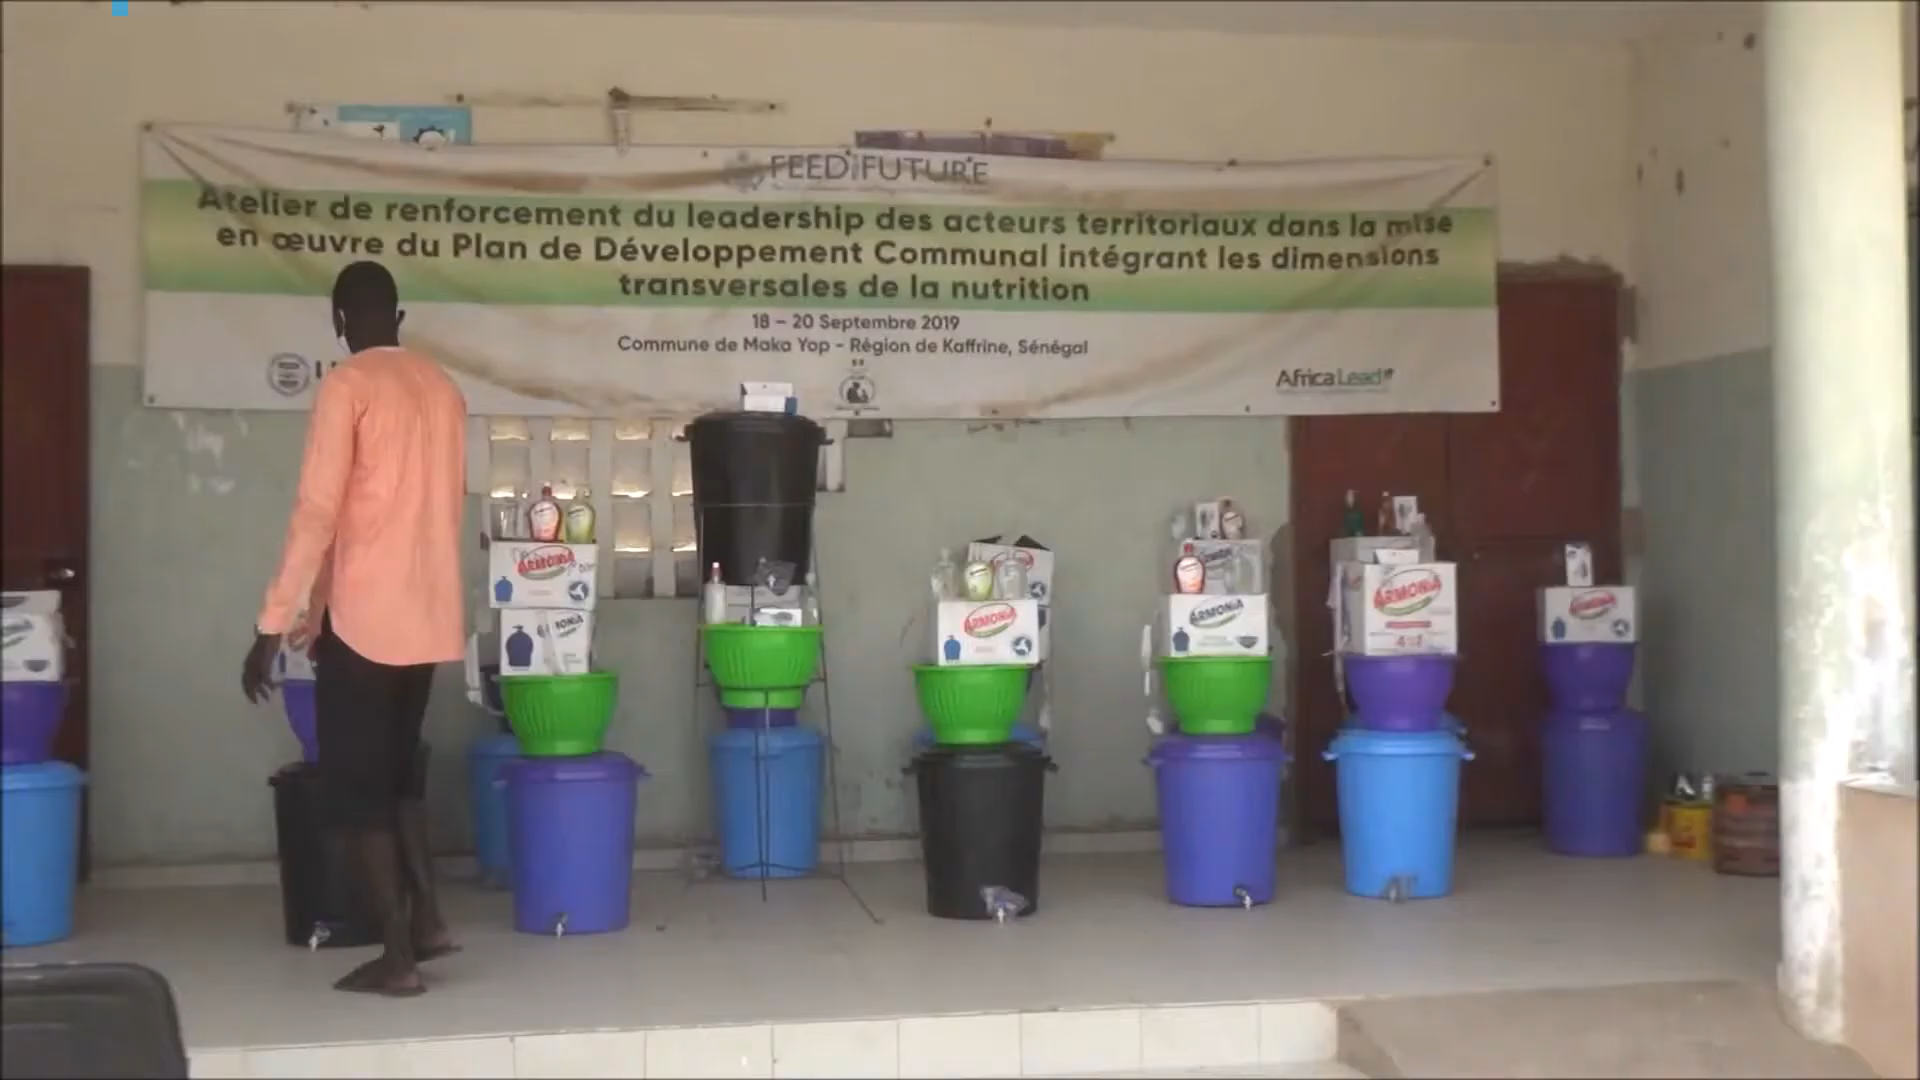 FEED FUTURE
Atelier de renforcement du leadership des acteurs territoriaux dans la mise
en œuvre du Plan de Développement Communal intégrant les dimensions
transversales de la nutrition
18 – 20 Septembre 2019
Commune de Maka Yop - Région de Kaffrine, Sénégal
AfricaLead
ARMONIA
ARMONIA
ARMONIA
ARMONIA
ARMONIA